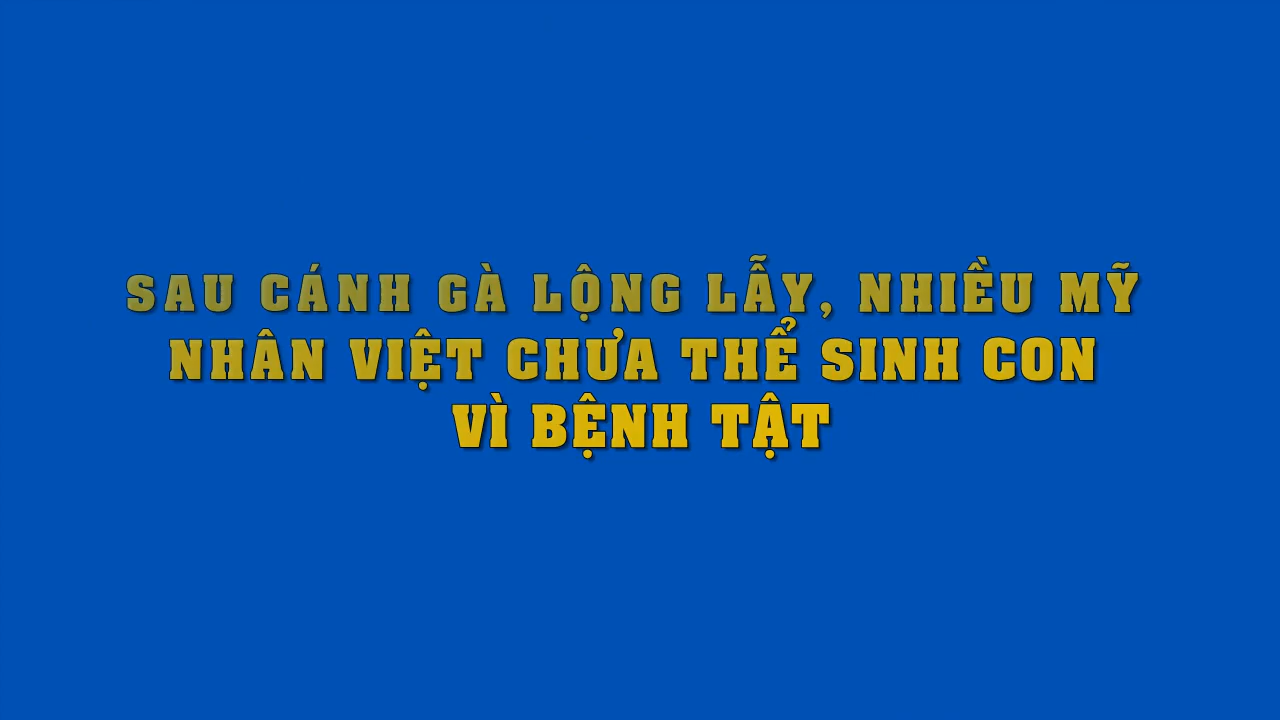 SAU CÁNH GÀ LỘNG LẪY, NHIỀU MỸ
NHÂN VIỆT CHƯA THỂ SINH CON
VÌ BỆNH TẬT